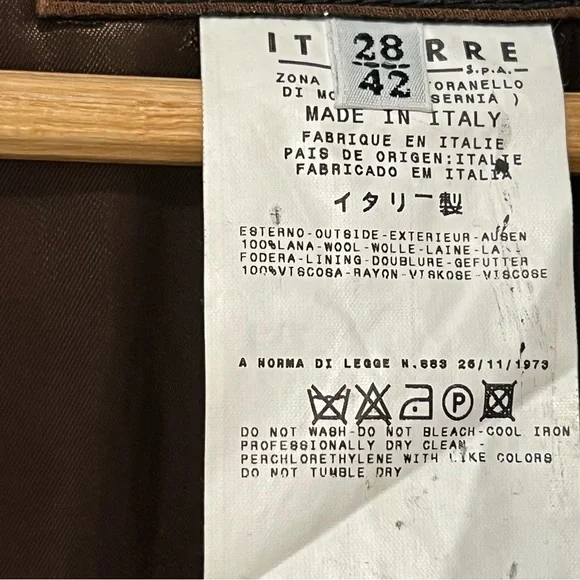 28
42
IT RRE
S.p.A.
ZONA TORANELLO
DI SERNIA )
MADE IN ITALY
FABRIQUE EN ITALIE
PAIS DE ORIGEN:ITALIE
FABRICADO EM ITALIA
イタリー製
ESTERNO-OUTSIDE-EXTERIEUR-AUSEN
100%LANA-WOOL-WOLLE-LAINE-LA
FODERA-LINING-DOUBLURE-GEFUTTER
100%VISCOSA-RAYON-VISKOSE-VISCOSE
A NORMA DI LEGGE N.883 26/11/1973
P
DO NOT WASH-DO NOT BLEACH-COOL IRON
PROFESSIONALLY DRY CLEAN -
PERCHLORETHYLENE WITH LIKE COLORS
DO NOT TUMBLE DRY